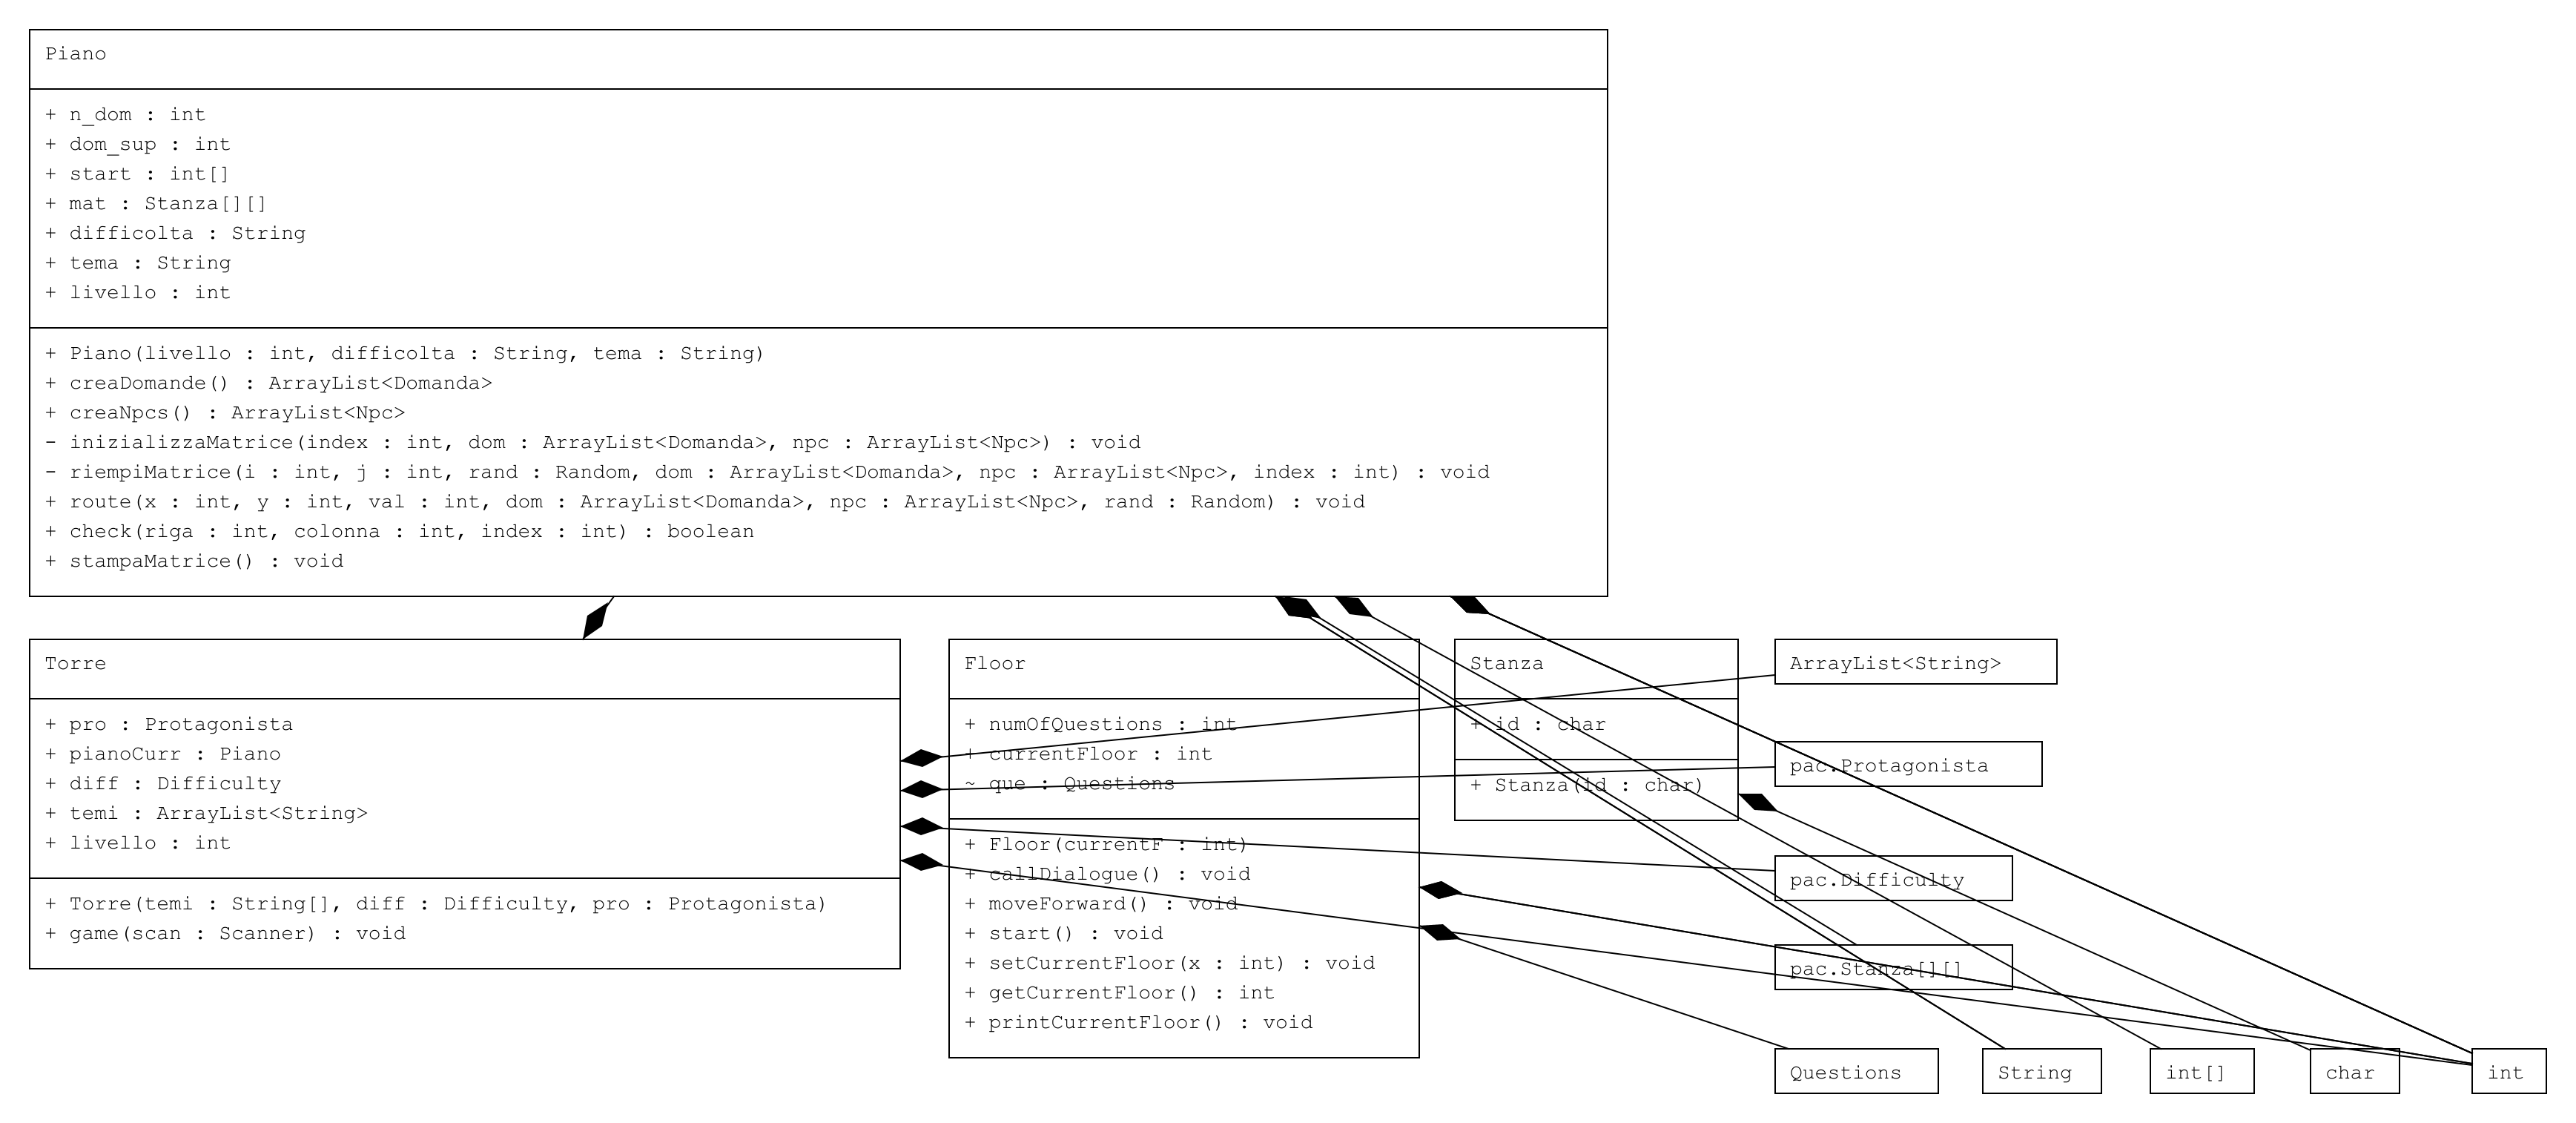 Piano
+ n_dom : int
+ dom_sup : int
+ start : int[]
+ mat : Stanza[][]
+ difficolta : String
+ tema : String
+ livello : int
+ Piano(livello : int, difficolta : String, tema : String)
+ creaDomande() : ArrayList<Domanda>
+ creaNpcs() : ArrayList<Npc>
- inizializzaMatrice(index : int, dom : ArrayList<Domanda>, npc : ArrayList<Npc>) : void
- riempiMatrice(i : int, j : int, rand : Random, dom : ArrayList<Domanda>, npc : ArrayList<Npc>, index : int) : void
+ route(x : int, y : int, val : int, dom : ArrayList<Domanda>, npc : ArrayList<Npc>, rand : Random) : void
+ check(riga : int, colonna : int, index : int) : boolean
+ stampaMatrice() : void
Torre
+ pro : Protagonista
+ pianoCurr : Piano
+ diff : Difficulty
+ temi : ArrayList<String>
+ livello : int
+ Torre(temi : String[], diff : Difficulty, pro : Protagonista)
+ game(scan : Scanner) : void
Floor
+ numOfQuestions : int
+ currentFloor : int
~ que : Questions
+ Floor(currentF : int)
+ callDialogue() : void
+ moveForward() : void
+ start() : void
+ setCurrentFloor(x : int) : void
+ getCurrentFloor() : int
+ printCurrentFloor() : void
Stanza
+ id : char
+ Stanza(id : char)
ArrayList<String>
pac.Protagonista
pac.Difficulty
pac.Stanza[][]
Questions
String
int[]
char
int